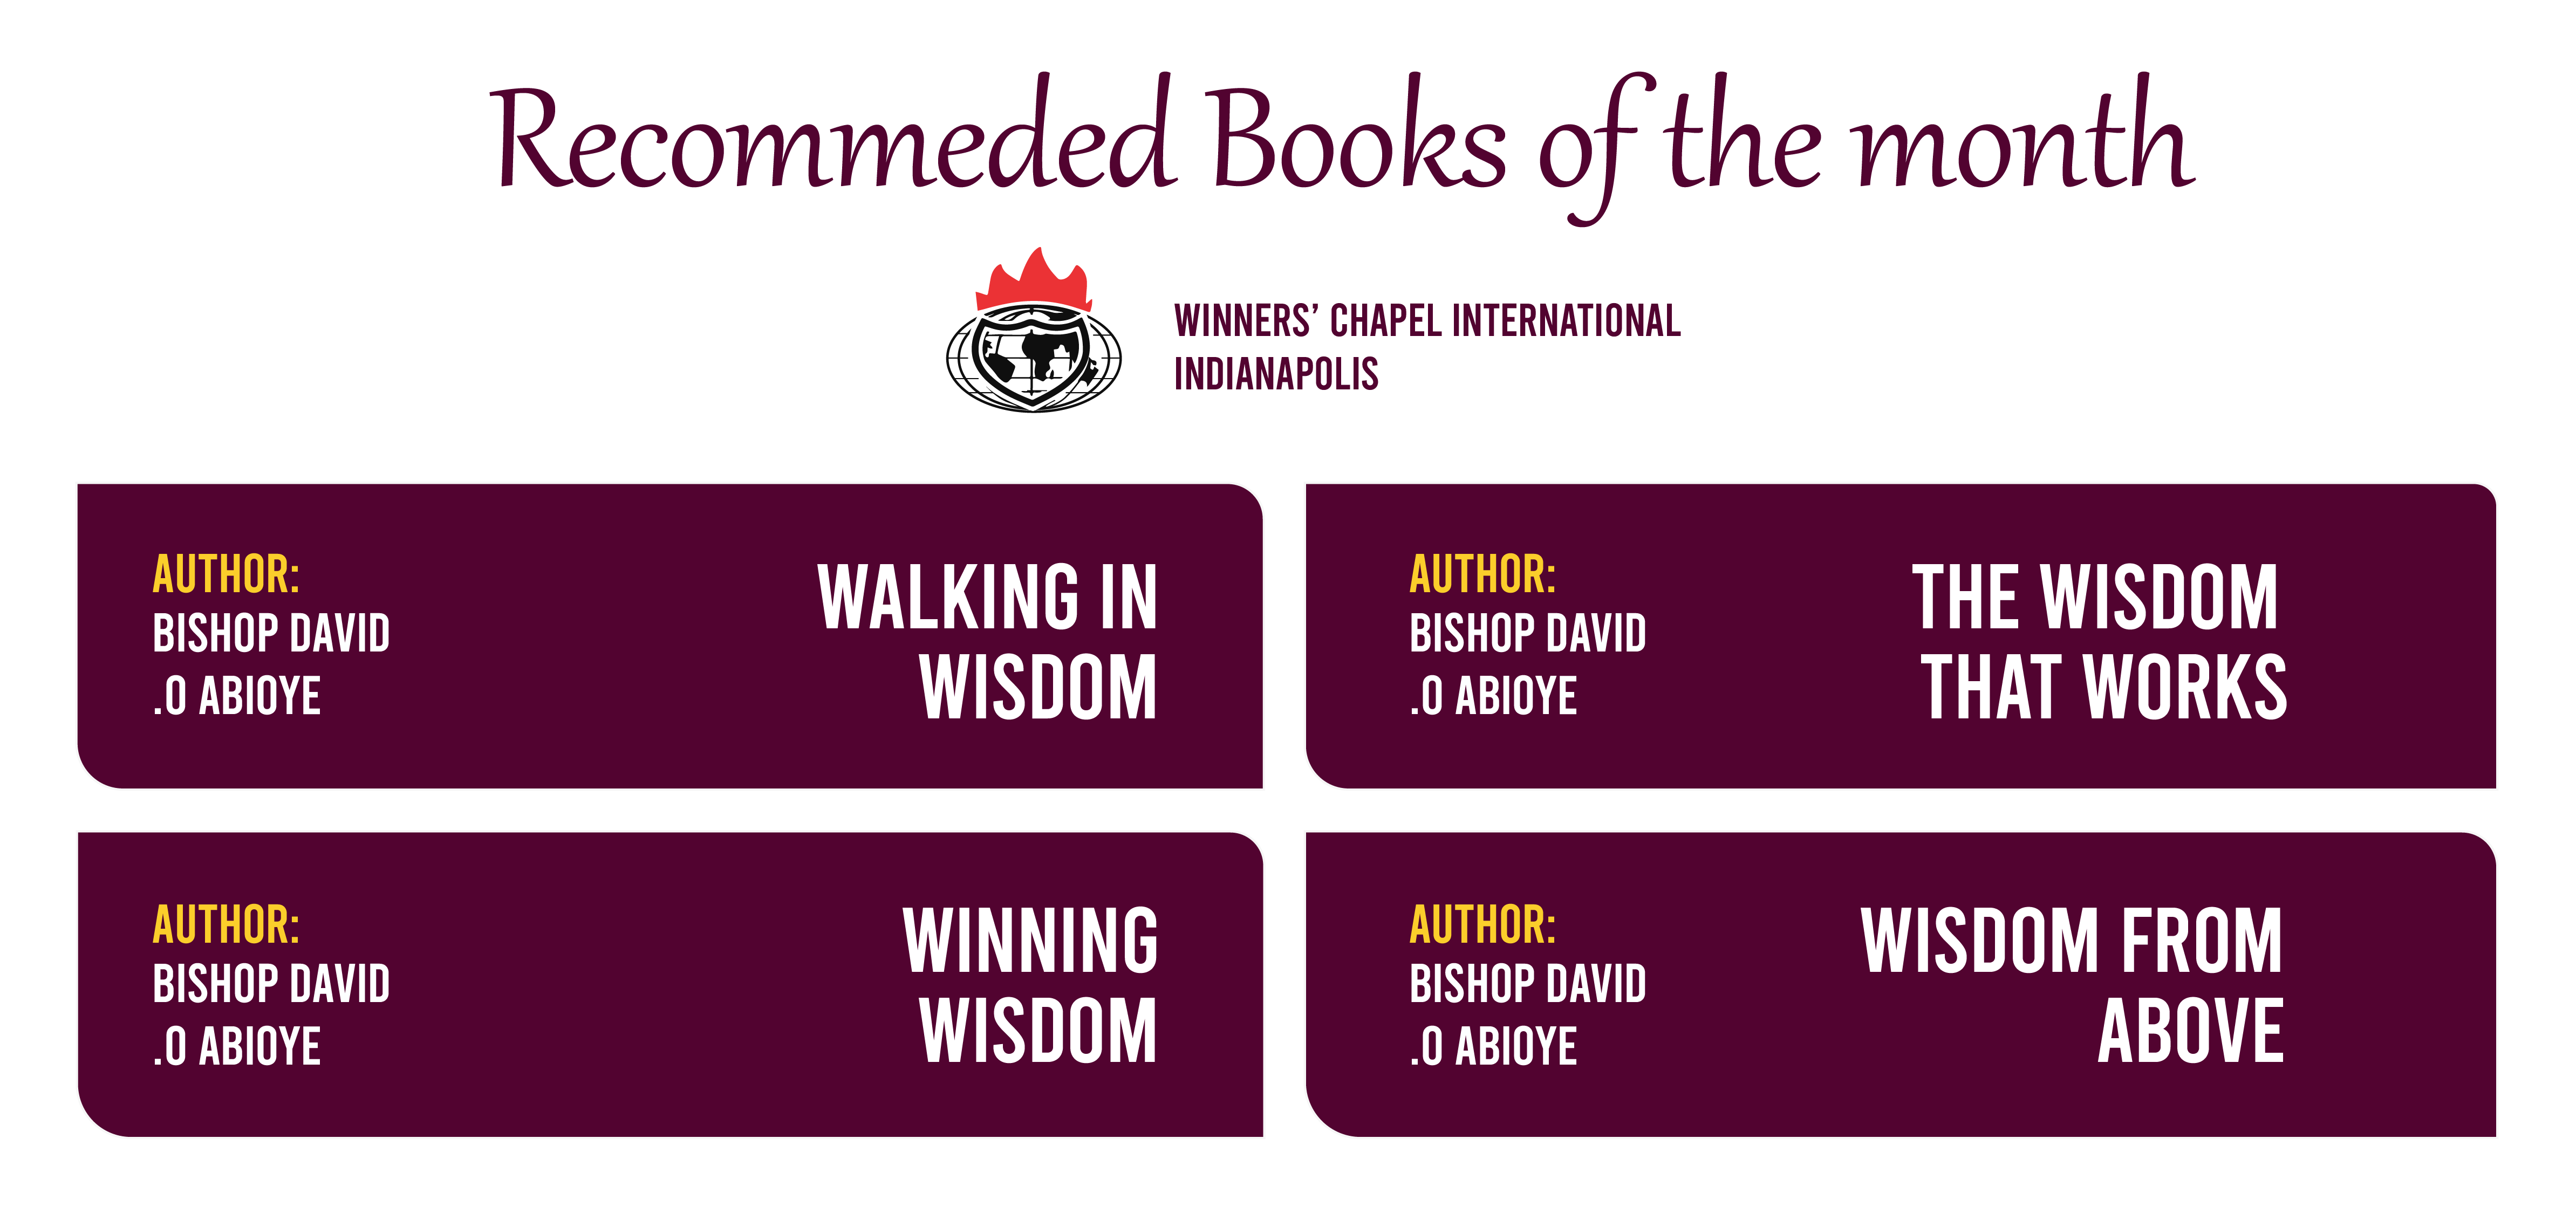 Recommeded Books of the month
WINNERS’ CHAPEL INTERNATIONAL
INDIANAPOLIS
AUTHOR:
BISHOP DAVID
.O ABIOYE
WALKING IN
WISDOM
AUTHOR:
BISHOP DAVID
.O ABIOYE
THE WISDOM
THAT WORKS
AUTHOR:
BISHOP DAVID
.O ABIOYE
WINNING
WISDOM
AUTHOR:
BISHOP DAVID
.O ABIOYE
WISDOM FROM
ABOVE